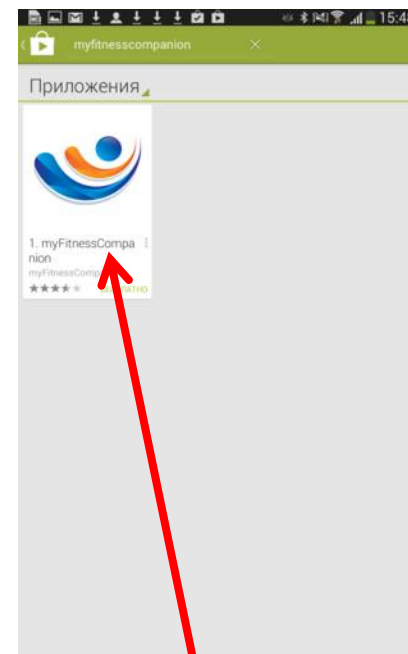 15:4
myfitnesscompanion
Приложения
1. myFitnessCompa
nion
myFitnessComp